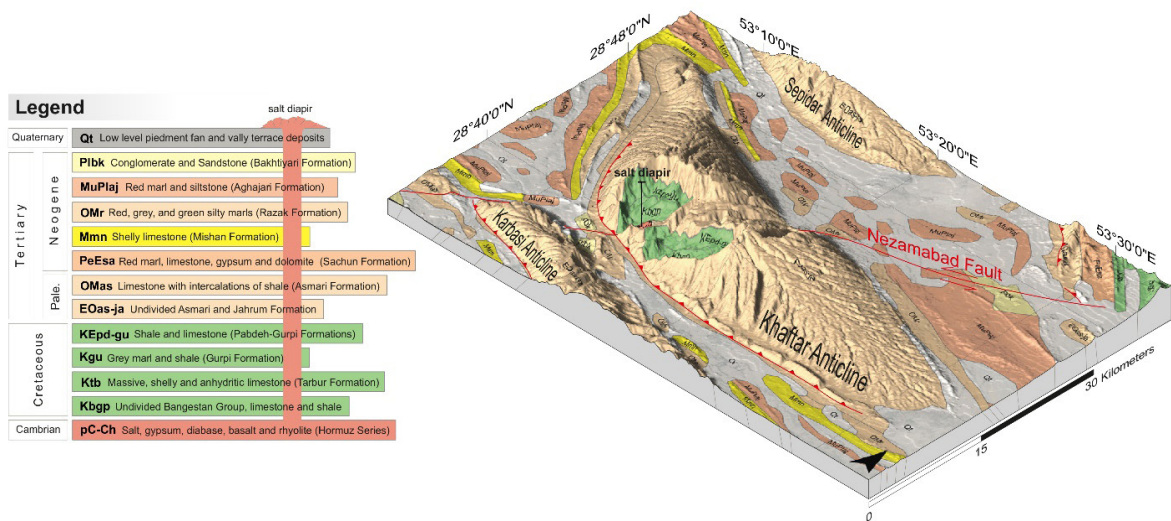 Legend
salt diapir
Quaternary
Qt Low level piedment fan and vally terrace deposits
Tertiary
Neogene
Plbk Conglomerate and Sandstone (Bakhtiyari Formation)
MuPlaj Red marl and siltstone (Aghajari Formation)
OMr Red, grey, and green silty marls (Razak Formation)
Mmn Shelly limestone (Mishan Formation)
PeEsa Red marl, limestone, gypsum and dolomite (Sachun Formation)
Pale.
OMas Limestone with intercalations of shale (Asmari Formation)
EOas-ja Undivided Asmari and Jahrum Formation
Cretaceous
KEpd-gu Shale and limestone (Pabdeh-Gurpi Formations)
Kgu Grey marl and shale (Gurpi Formation)
Ktb Massive, shelly and anhydritic limestone (Tarbur Formation)
Kbgp Undivided Bangestan Group, limestone and shale
Cambrian
pC-Ch Salt, gypsum, diabase, basalt and rhyolite (Hormuz Series)
28°40'0"N
28°48'0"N
53°10'0"E
53°20'0"E
53°30'0"E
Sepidar Anticline
salt diapir
Karbasi Anticline
Khaftar Anticline
Nezamabad Fault
0
15
30 Kilometers